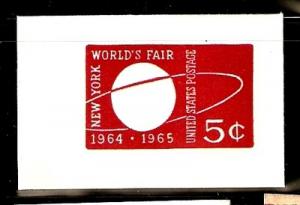 NEW YORK
WORLD'S FAIR
1964 • 1965
UNITED STATES POSTAGE
5¢